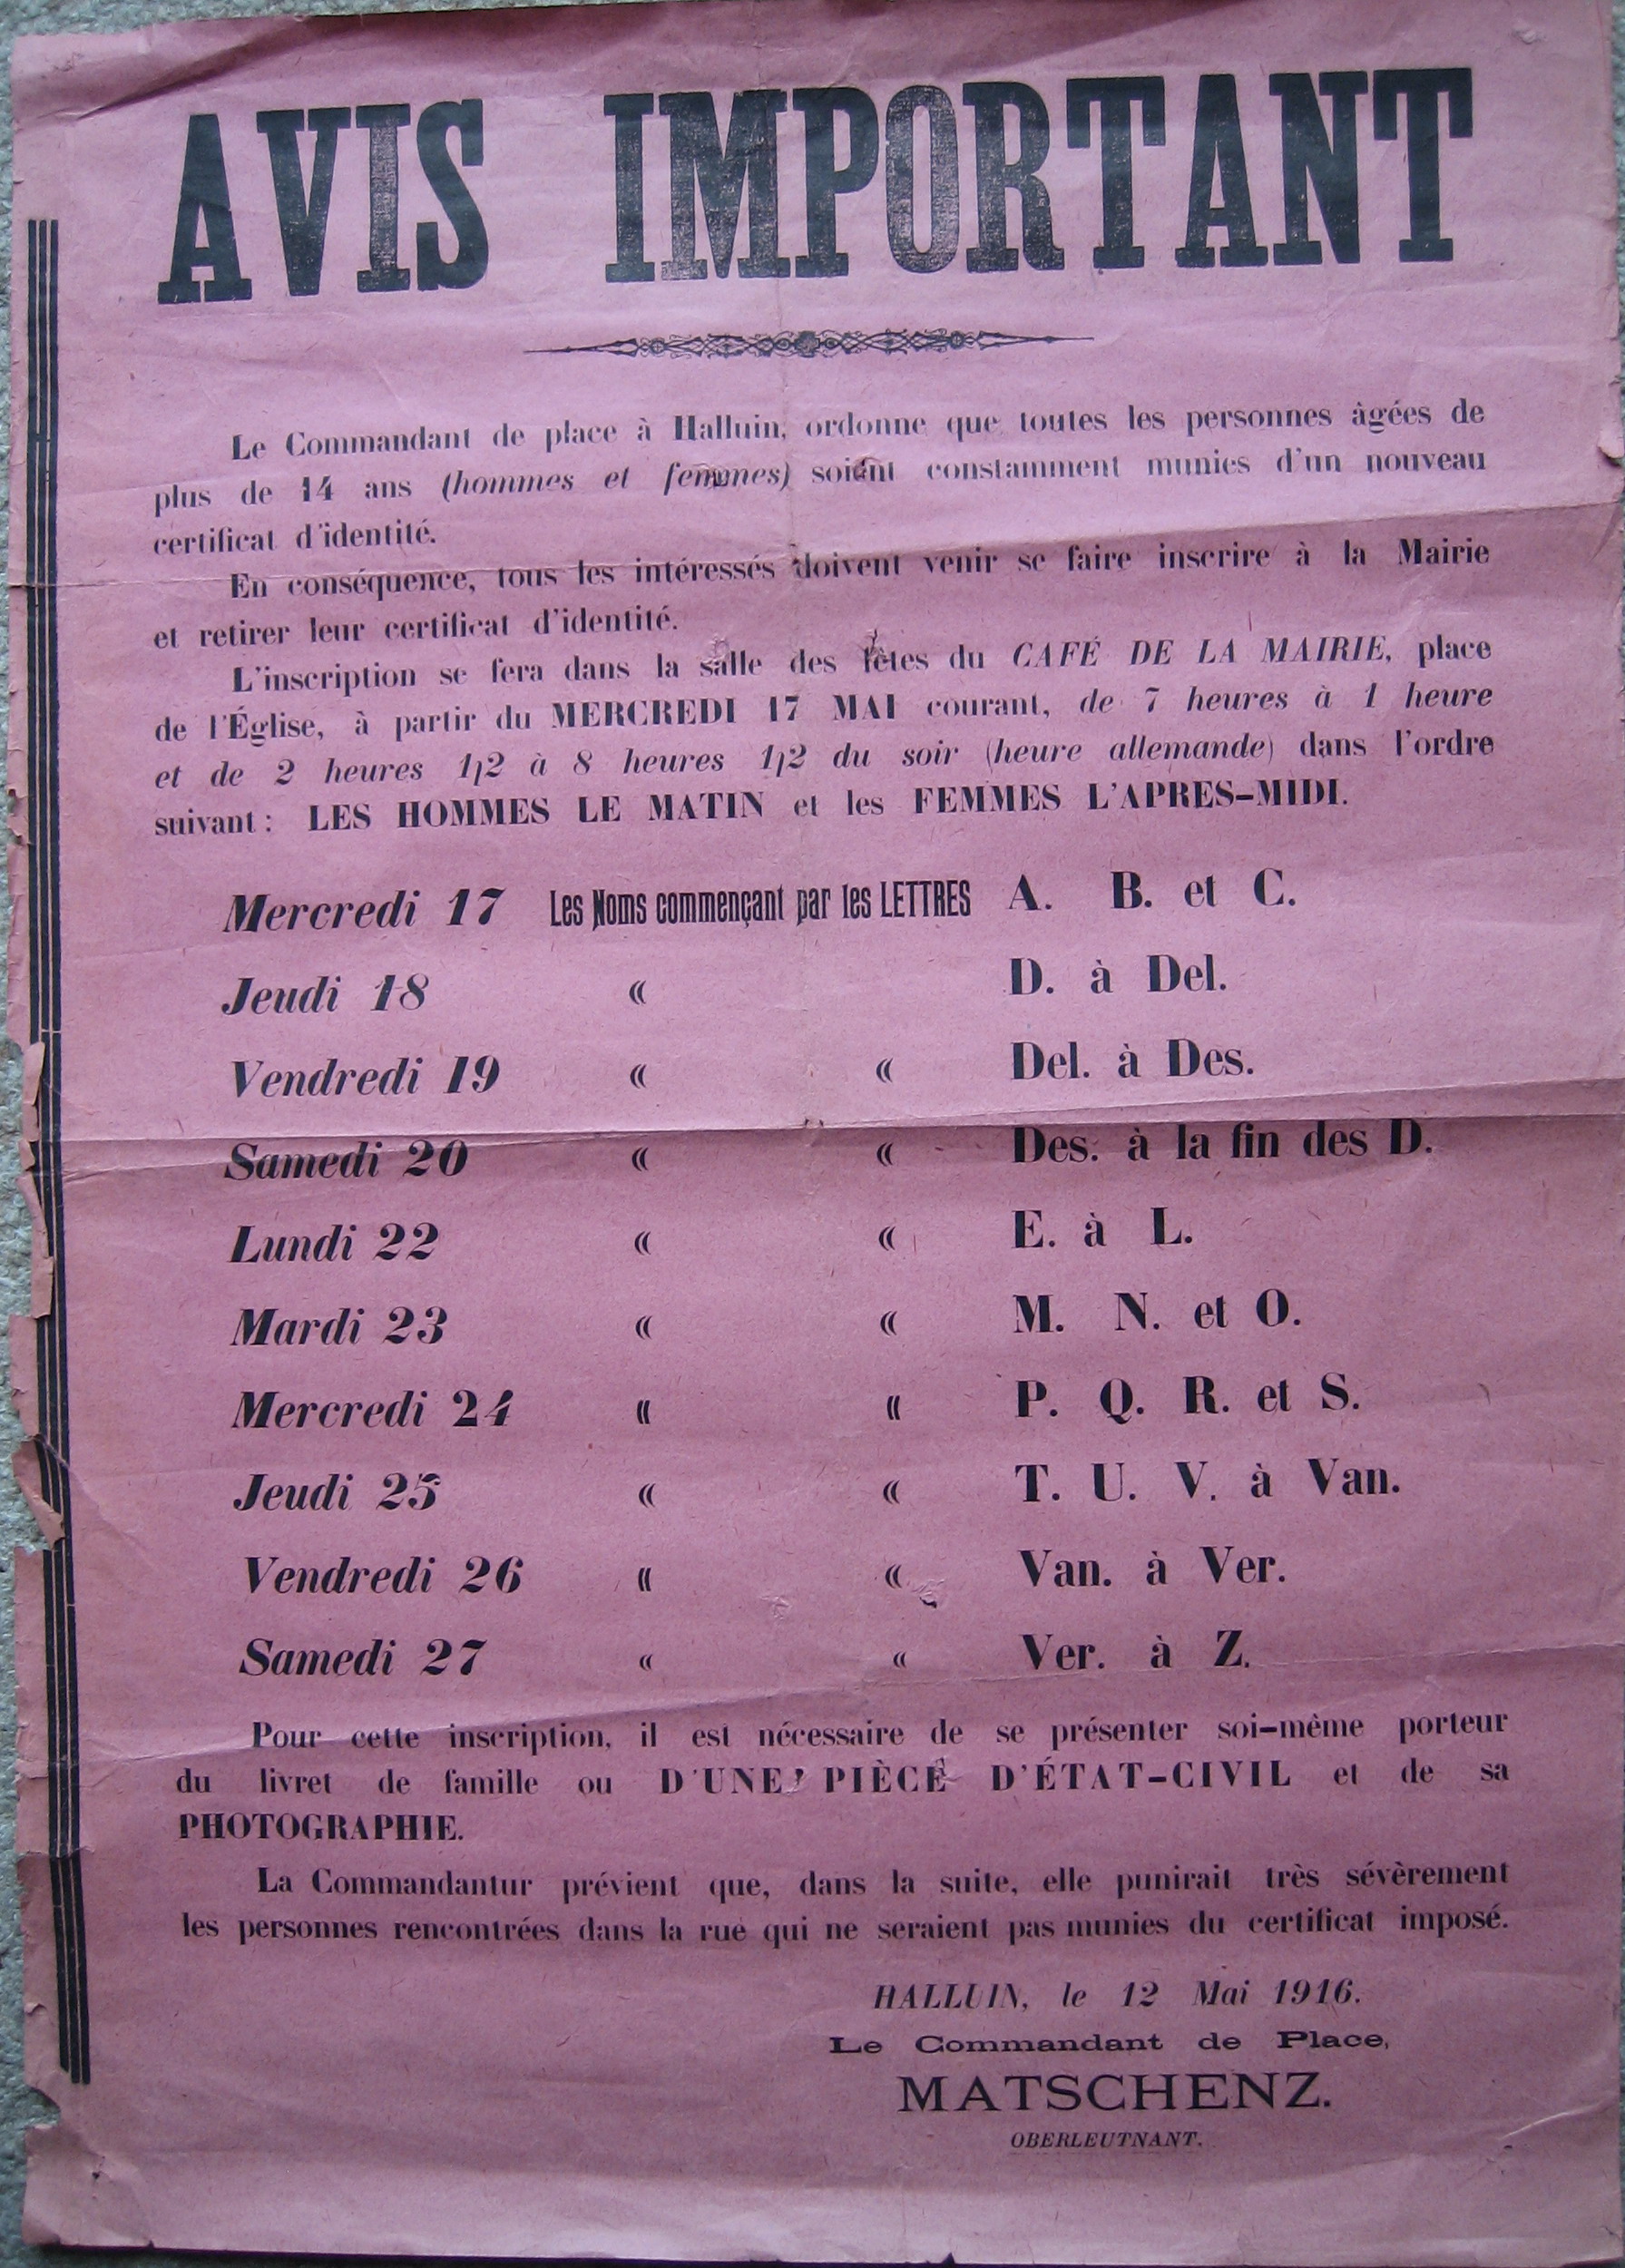 AVIS IMPORTANT
Le Commandant de place à Halluin, ordonne que toutes les personnes âgées de
plus de 14 ans (hommes et femmes) soient constamment munies d'un nouveau
certificat d'identité.
En conséquence, tous les intéressés doivent venir se faire inscrire à la Mairie
et retirer leur certificat d'identité.
L'inscription se fera dans la salle des fêtes du CAFÉ DE LA MAIRIE, place
de l'Église, à partir du MERCREDI 17 MAI courant, de 7 heures à 1 heure
et de 2 heures 1/2 à 8 heures 1/2 du soir (heure allemande) dans l'ordre
suivant : LES HOMMES LE MATIN et les FEMMES L'APRES-MIDI.
Mercredi 17 Les Noms commençant par les LETTRES A. B. et C.
Jeudi 18 « D. à Del.
Vendredi 19 « « Del. à Des.
Samedi 20 « « Des. à la fin des D.
Lundi 22 « « E. à L.
Mardi 23 « « M. N. et O.
Mercredi 24 « « P. Q. R. et S.
Jeudi 25 « « T. U. V. à Van.
Vendredi 26 « « Van. à Ver.
Samedi 27 « « Ver. à Z.
Pour cette inscription, il est nécessaire de se présenter soi-même porteur
du livret de famille ou D'UNE PIÈCE D'ÉTAT-CIVIL et de sa
PHOTOGRAPHIE.
La Commandantur prévient que, dans la suite, elle punirait très sévèrement
les personnes rencontrées dans la rue qui ne seraient pas munies du certificat imposé.
HALLUIN, le 12 Mai 1916.
Le Commandant de Place,
MATSCHENZ.
OBERLEUTNANT.